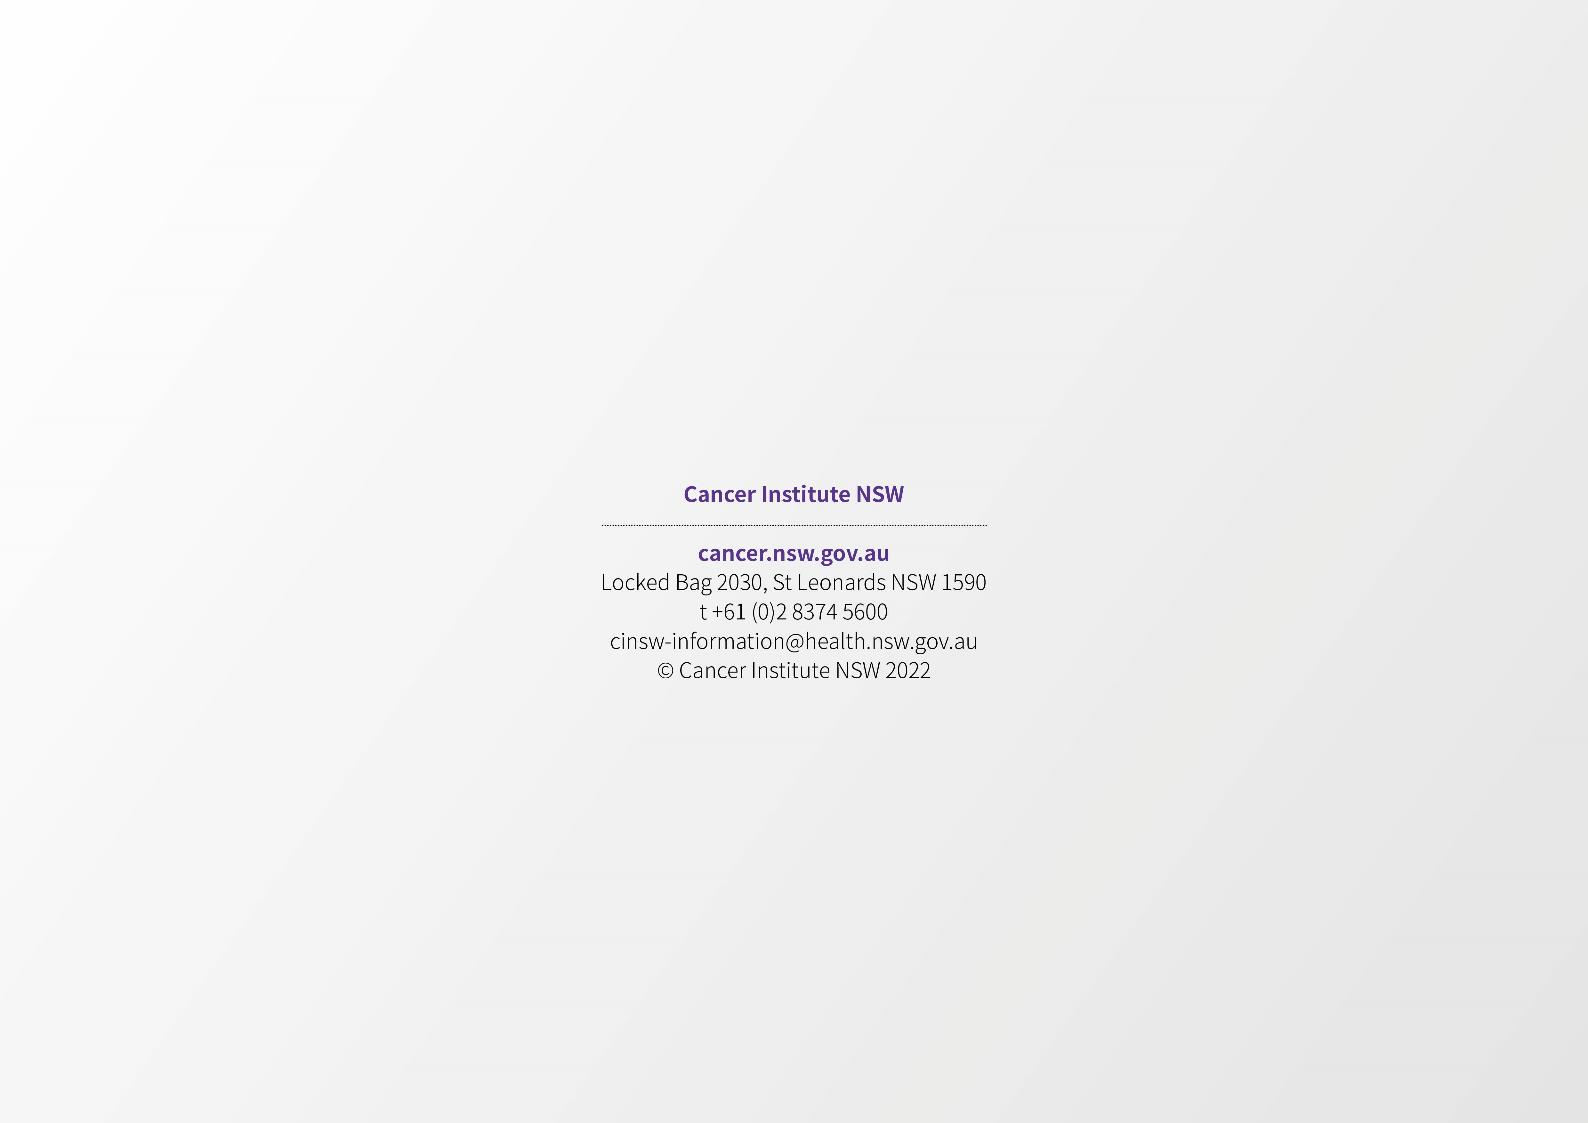 Cancer Institute NSW
cancer.nsw.gov.au
Locked Bag 2030, St Leonards NSW 1590
t +61 (0)2 8374 5600
cinsw-information@health.nsw.gov.au
© Cancer Institute NSW 2022